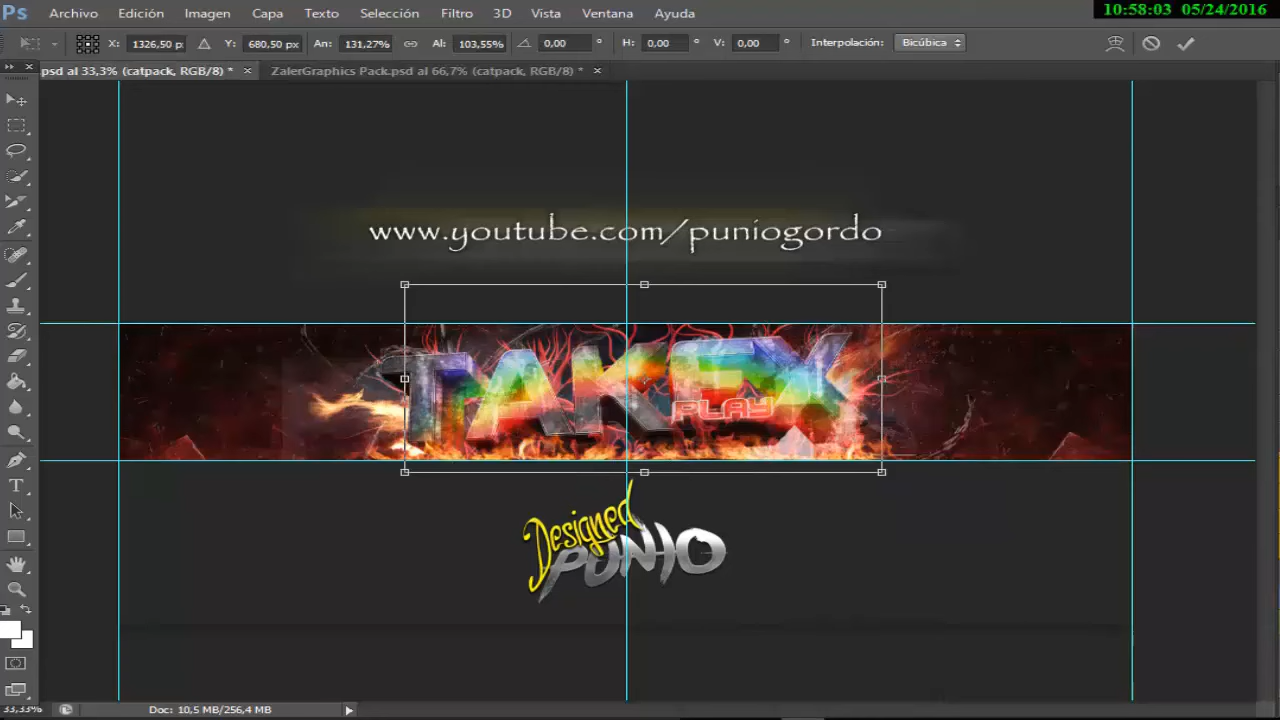 Ps Archivo Edición Imagen Capa Texto Selección Filtro 3D Vista Ventana Ayuda
10:58:03 05/24/2016
X: 1326,50 p: Y: 680,50 px An: 131,27% Al: 103,55% 0,00 ° H: 0,00 ° V: 0,00 ° Interpolación: Bicúbica
psd al 33,3% (catpack, RGB/8) * × ZalerGraphics Pack.psd al 66,7% (catpack, RGB/8) * ×
www.youtube.com/puniogordo
TAKEX
PLAY
Designed
PUNIO
33,33% Doc: 10,5 MB/256,4 MB